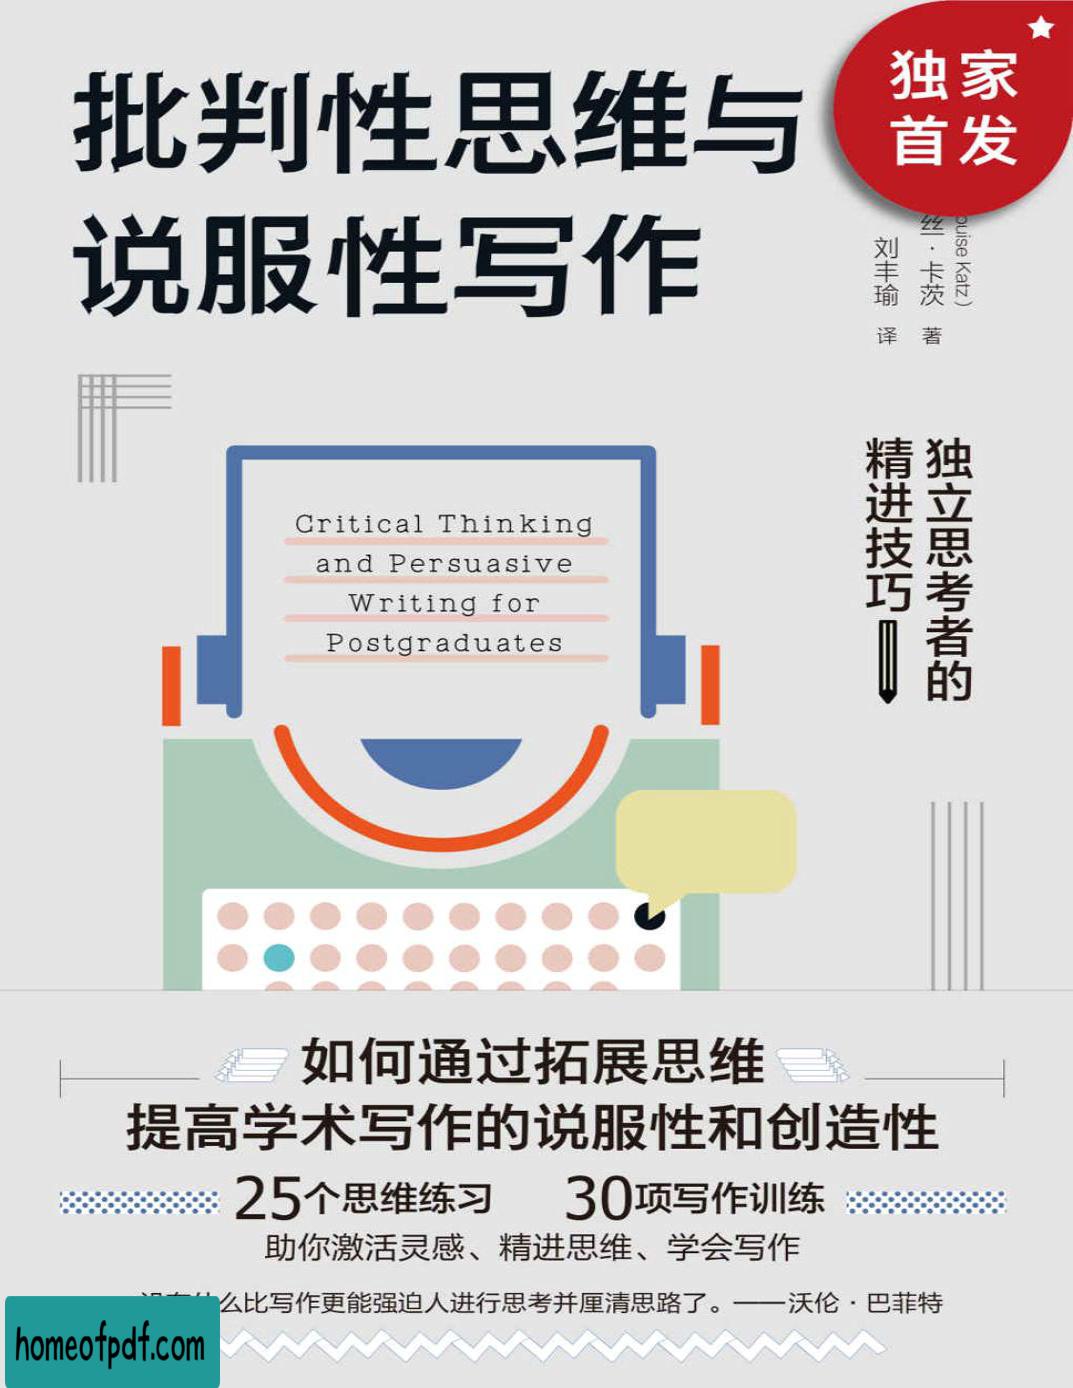 批判性思维与
说服性写作
独家
首发
ouise Katz）
丝·卡茨 著
刘丰瑜 译
独立思考者的
精进技巧
Critical Thinking
and Persuasive
Writing for
Postgraduates
如何通过拓展思维
提高学术写作的说服性和创造性
25个思维练习 30项写作训练
助你激活灵感、精进思维、学会写作
么比写作更能强迫人进行思考并厘清思路了。——沃伦·巴菲特
homeofpdf.com